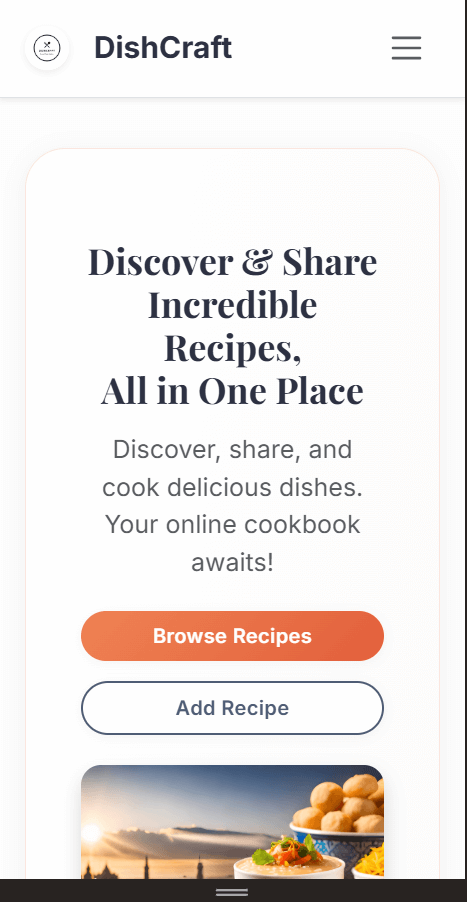 DishCraft
Discover & Share
Incredible
Recipes,
All in One Place
Discover, share, and
cook delicious dishes.
Your online cookbook
awaits!
Browse Recipes
Add Recipe